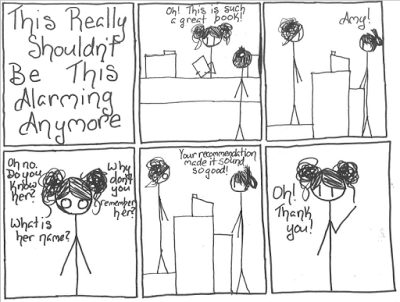 This Really
Shouldn't
Be This
Alarming
Anymore
Oh! This is such
a great book!
Amy!
Oh no.
Do you
know
her?
Why
don't
you
remember
her?
What is
her name?
Your recommendation
made it sound
so good!
Oh!
Thank
you!